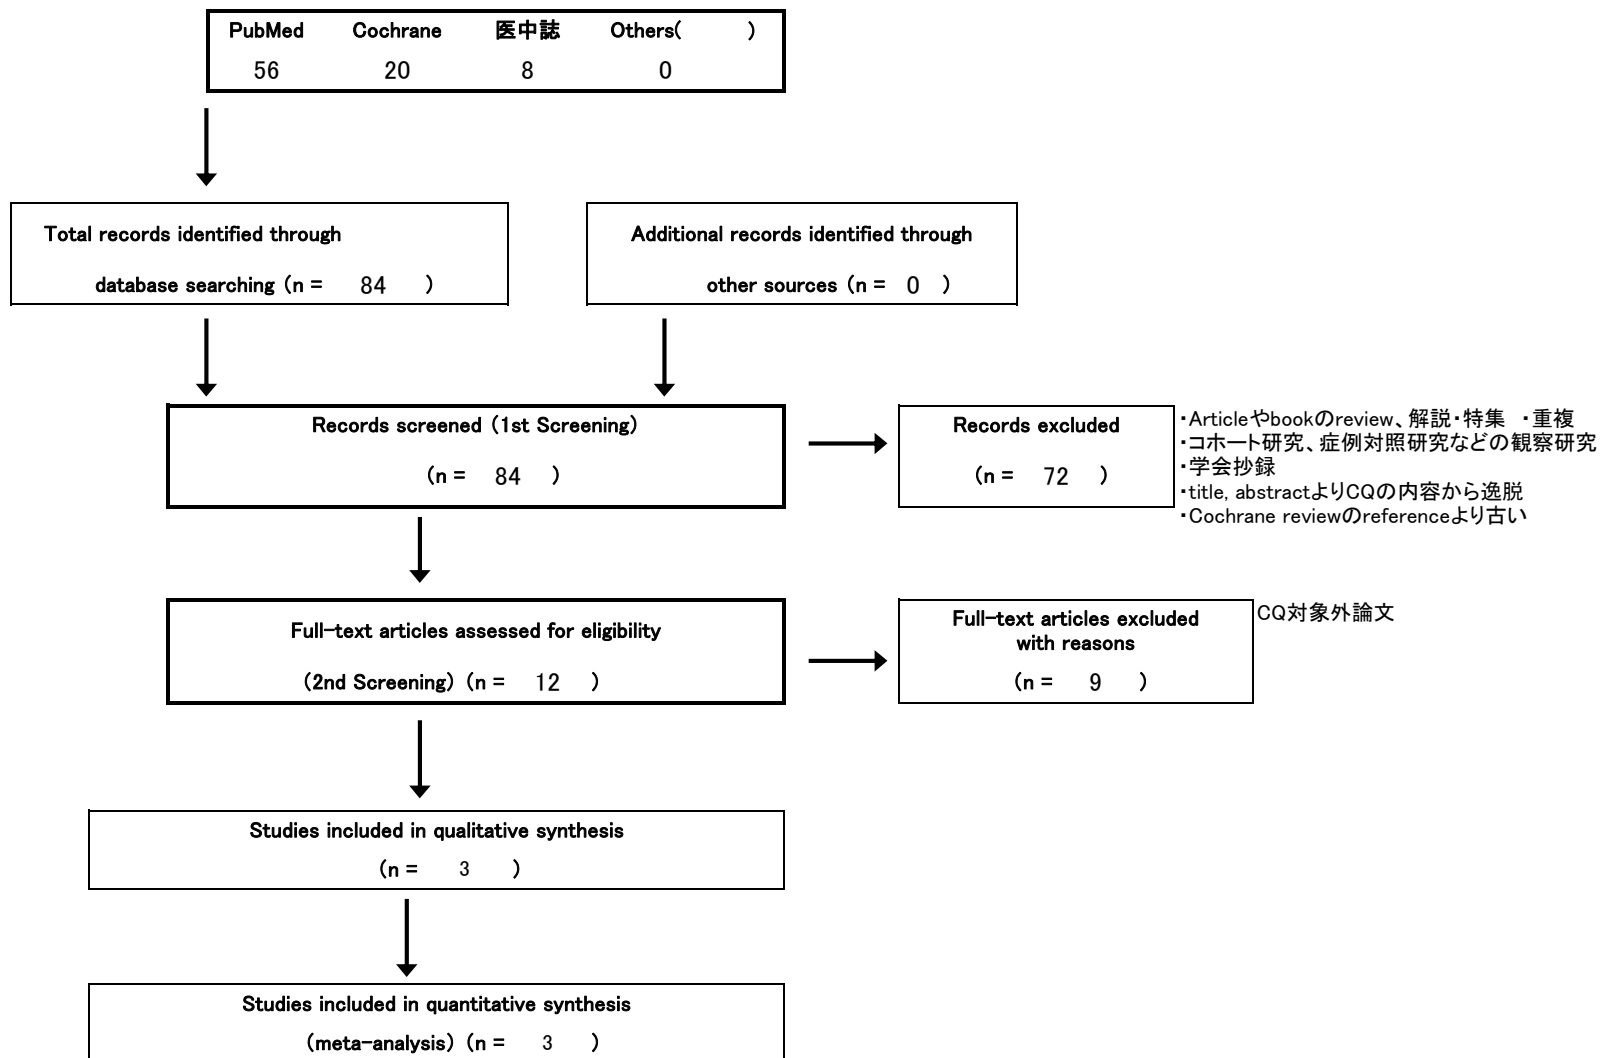 PubMed Cochrane 医中誌 Others( )
56 20 8 0
Total records identified through
database searching (n = 84 )
Additional records identified through
other sources (n = 0 )
Records screened (1st Screening)
(n = 84 )
Records excluded
(n = 72 )
・Articleやbookのreview、解説・特集 ・重複
・コホート研究、症例対照研究などの観察研究
・学会抄録
・title, abstractよりCQの内容から逸脱
・Cochrane reviewのreferenceより古い
Full-text articles assessed for eligibility
(2nd Screening) (n = 12 )
Full-text articles excluded
with reasons
(n = 9 )
CQ対象外論文
Studies included in qualitative synthesis
(n = 3 )
Studies included in quantitative synthesis
(meta-analysis) (n = 3 )